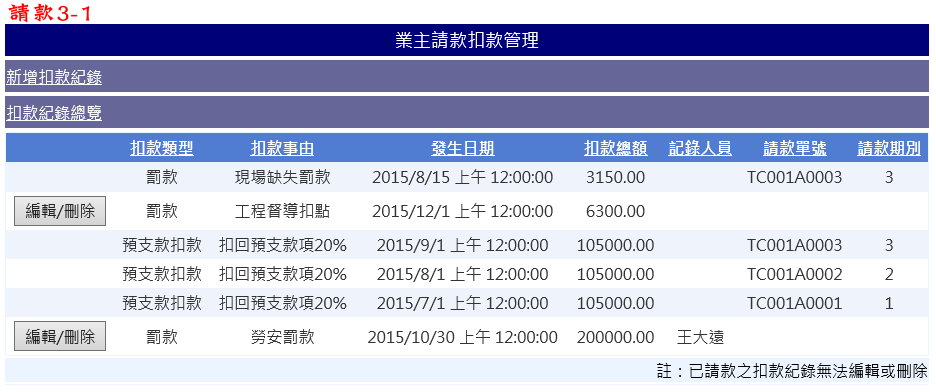 請款3-1
業主請款扣款管理
新增扣款紀錄
扣款紀錄總覽
扣款類型 扣款事由 發生日期 扣款總額 記錄人員 請款單號 請款期別
罰款 現場缺失罰款 2015/8/15 上午 12:00:00 3150.00 TC001A0003 3
編輯/刪除 罰款 工程督導扣點 2015/12/1 上午 12:00:00 6300.00
預支款扣款 扣回預支款項20% 2015/9/1 上午 12:00:00 105000.00 TC001A0003 3
預支款扣款 扣回預支款項20% 2015/8/1 上午 12:00:00 105000.00 TC001A0002 2
預支款扣款 扣回預支款項20% 2015/7/1 上午 12:00:00 105000.00 TC001A0001 1
編輯/刪除 罰款 勞安罰款 2015/10/30 上午 12:00:00 200000.00 王大遠
註：已請款之扣款紀錄無法編輯或刪除